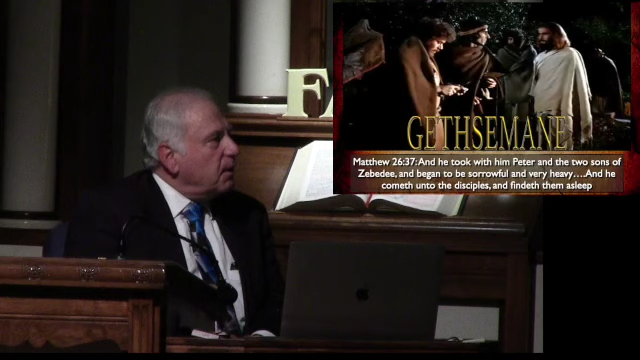 GETHSEMANE
Matthew 26:37:And he took with him Peter and the two sons of
Zebedee, and began to be sorrowful and very heavy….And he
cometh unto the disciples, and findeth them asleep